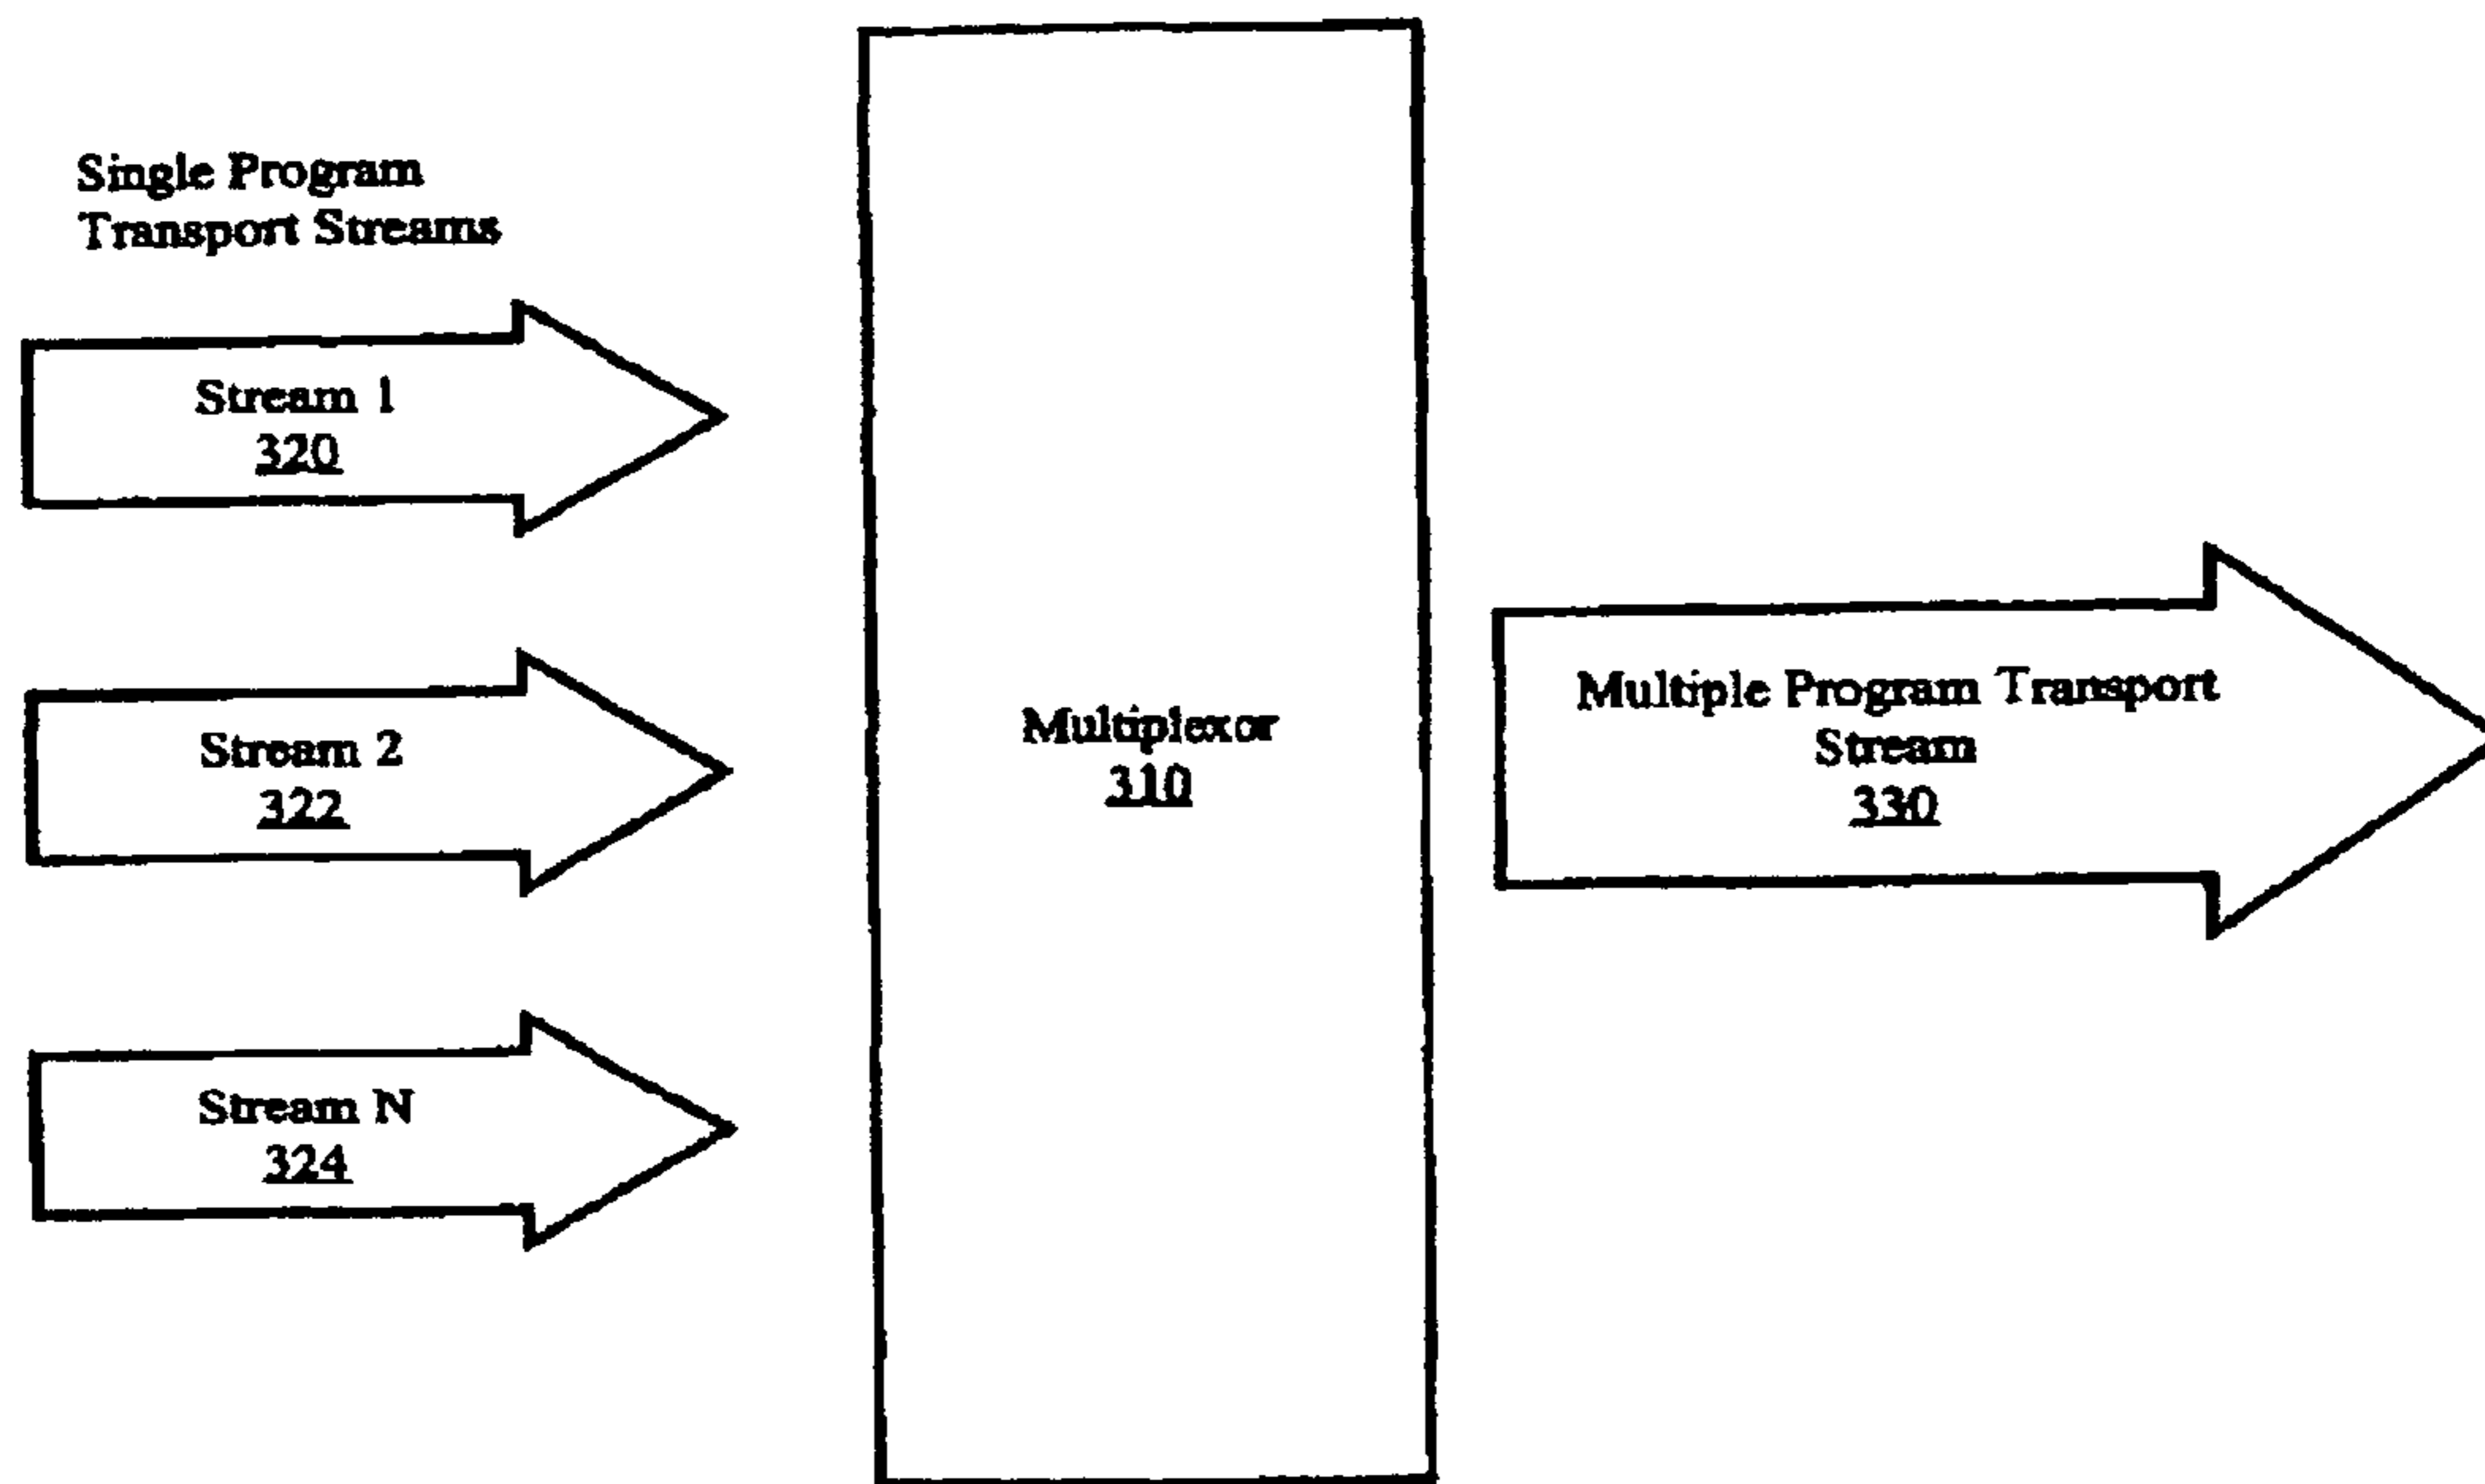 Single Program
Transport Streams
Stream 1
320
Stream 2
322
Stream N
324
Multiplexor
310
Multiple Program Transport
Stream
330